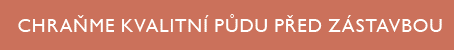 CHRAŇME KVALITNÍ PŮDU PŘED ZÁSTAVBOU